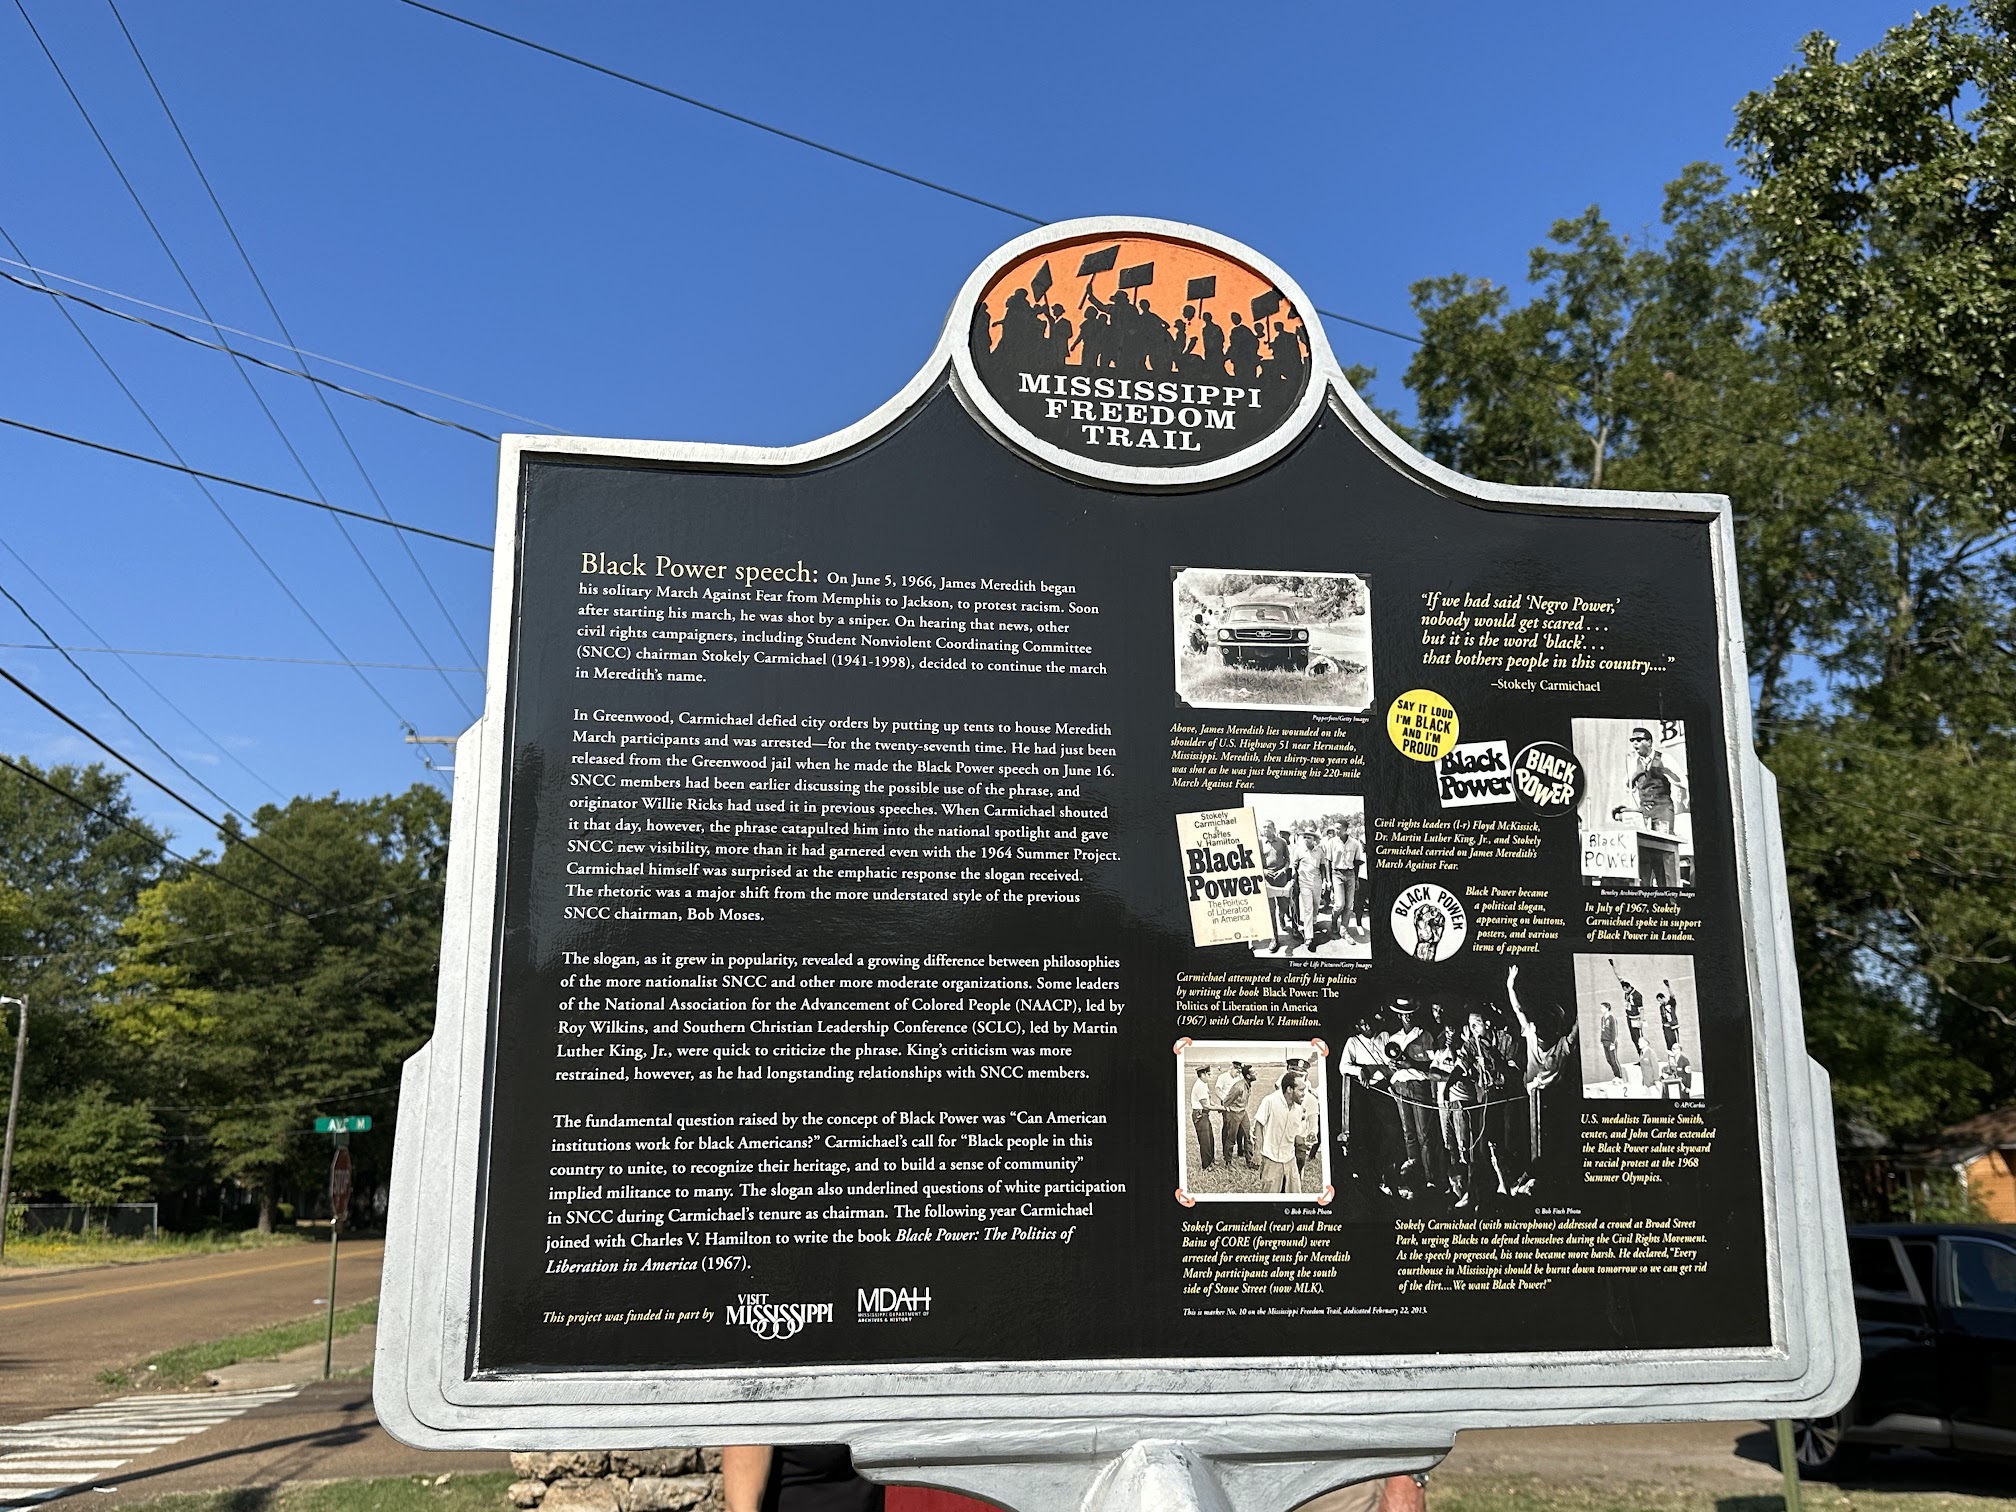 MISSISSIPPI
FREEDOM
TRAIL
Black Power speech: On June 5, 1966, James Meredith began
his solitary March Against Fear from Memphis to Jackson, to protest racism. Soon
after starting his march, he was shot by a sniper. On hearing that news, other
civil rights campaigners, including Student Nonviolent Coordinating Committee
(SNCC) chairman Stokely Carmichael (1941-1998), decided to continue the march
in Meredith's name.
In Greenwood, Carmichael defied city orders by putting up tents to house Meredith
March participants and was arrested—for the twenty-seventh time. He had just been
released from the Greenwood jail when he made the Black Power speech on June 16.
SNCC members had been earlier discussing the possible use of the phrase, and
originator Willie Ricks had used it in previous speeches. When Carmichael shouted
it that day, however, the phrase catapulted him into the national spotlight and gave
SNCC new visibility, more than it had garnered even with the 1964 Summer Project.
Carmichael himself was surprised at the emphatic response the slogan received.
The rhetoric was a major shift from the more understated style of the previous
SNCC chairman, Bob Moses.
The slogan, as it grew in popularity, revealed a growing difference between philosophies
of the more nationalist SNCC and other more moderate organizations. Some leaders
of the National Association for the Advancement of Colored People (NAACP), led by
Roy Wilkins, and Southern Christian Leadership Conference (SCLC), led by Martin
Luther King, Jr., were quick to criticize the phrase. King's criticism was more
restrained, however, as he had longstanding relationships with SNCC members.
The fundamental question raised by the concept of Black Power was "Can American
institutions work for black Americans?" Carmichael's call for "Black people in this
country to unite, to recognize their heritage, and to build a sense of community"
implied militance to many. The slogan also underlined questions of white participation
in SNCC during Carmichael's tenure as chairman. The following year Carmichael
joined with Charles V. Hamilton to write the book Black Power: The Politics of
Liberation in America (1967).
This project was funded in part by
VISIT
MISSISSIPPI
MDAH
MISSISSIPPI DEPARTMENT OF
ARCHIVES & HISTORY
Popperfoto/Getty Images
Above, James Meredith lies wounded on the
shoulder of U.S. Highway 51 near Hernando,
Mississippi. Meredith, then thirty-two years old,
was shot as he was just beginning his 220-mile
March Against Fear.
"If we had said 'Negro Power,'
nobody would get scared . . .
but it is the word 'black'. . .
that bothers people in this country...."
–Stokely Carmichael
SAY IT LOUD
I'M BLACK
AND I'M
PROUD
Black
Power
BLACK
POWER
Black
POWER
Stokely
Carmichael
&
Charles
V. Hamilton
Black
Power
The Politics
of Liberation
in America
Time & Life Pictures/Getty Images
Civil rights leaders (l-r) Floyd McKissick,
Dr. Martin Luther King, Jr., and Stokely
Carmichael carried on James Meredith's
March Against Fear.
BLACK POWER
Black Power became
a political slogan,
appearing on buttons,
posters, and various
items of apparel.
Bentley Archive/Popperfoto/Getty Images
In July of 1967, Stokely
Carmichael spoke in support
of Black Power in London.
Carmichael attempted to clarify his politics
by writing the book Black Power: The
Politics of Liberation in America
(1967) with Charles V. Hamilton.
2
© AP/Corbis
U.S. medalists Tommie Smith,
center, and John Carlos extended
the Black Power salute skyward
in racial protest at the 1968
Summer Olympics.
© Bob Fitch Photo
Stokely Carmichael (rear) and Bruce
Bains of CORE (foreground) were
arrested for erecting tents for Meredith
March participants along the south
side of Stone Street (now MLK).
© Bob Fitch Photo
Stokely Carmichael (with microphone) addressed a crowd at Broad Street
Park, urging Blacks to defend themselves during the Civil Rights Movement.
As the speech progressed, his tone became more harsh. He declared,"Every
courthouse in Mississippi should be burnt down tomorrow so we can get rid
of the dirt.... We want Black Power!"
This is marker No. 10 on the Mississippi Freedom Trail, dedicated February 22, 2013.
AVE M
STOP